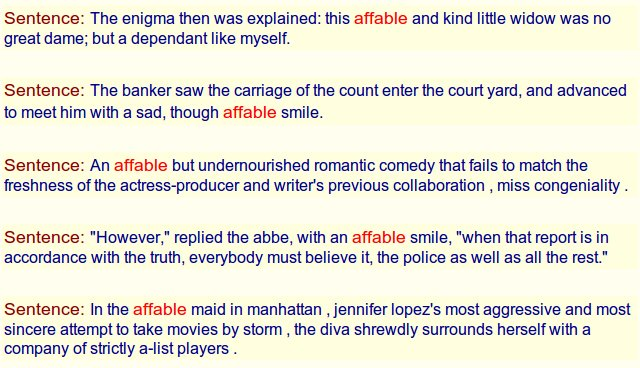 Sentence: The enigma then was explained: this affable and kind little widow was no
great dame; but a dependant like myself.
Sentence: The banker saw the carriage of the count enter the court yard, and advanced
to meet him with a sad, though affable smile.
Sentence: An affable but undernourished romantic comedy that fails to match the
freshness of the actress-producer and writer's previous collaboration , miss congeniality .
Sentence: "However," replied the abbe, with an affable smile, "when that report is in
accordance with the truth, everybody must believe it, the police as well as all the rest."
Sentence: In the affable maid in manhattan , jennifer lopez's most aggressive and most
sincere attempt to take movies by storm , the diva shrewdly surrounds herself with a
company of strictly a-list players .